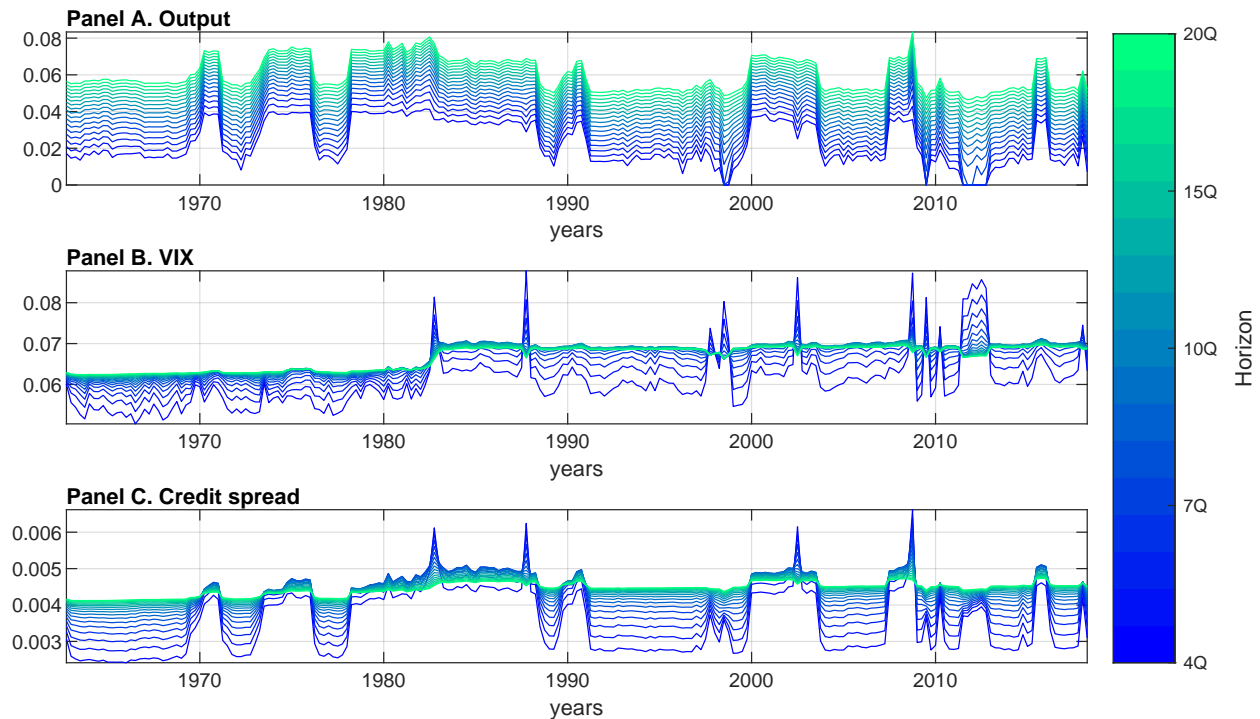 Panel A. Output
0.08
0.06
0.04
0.02
0
1970
1980
1990
2000
2010
years
Panel B. VIX
0.08
0.07
0.06
1970
1980
1990
2000
2010
years
Panel C. Credit spread
0.006
0.005
0.004
0.003
1970
1980
1990
2000
2010
years
20Q
15Q
10Q
7Q
4Q
Horizon